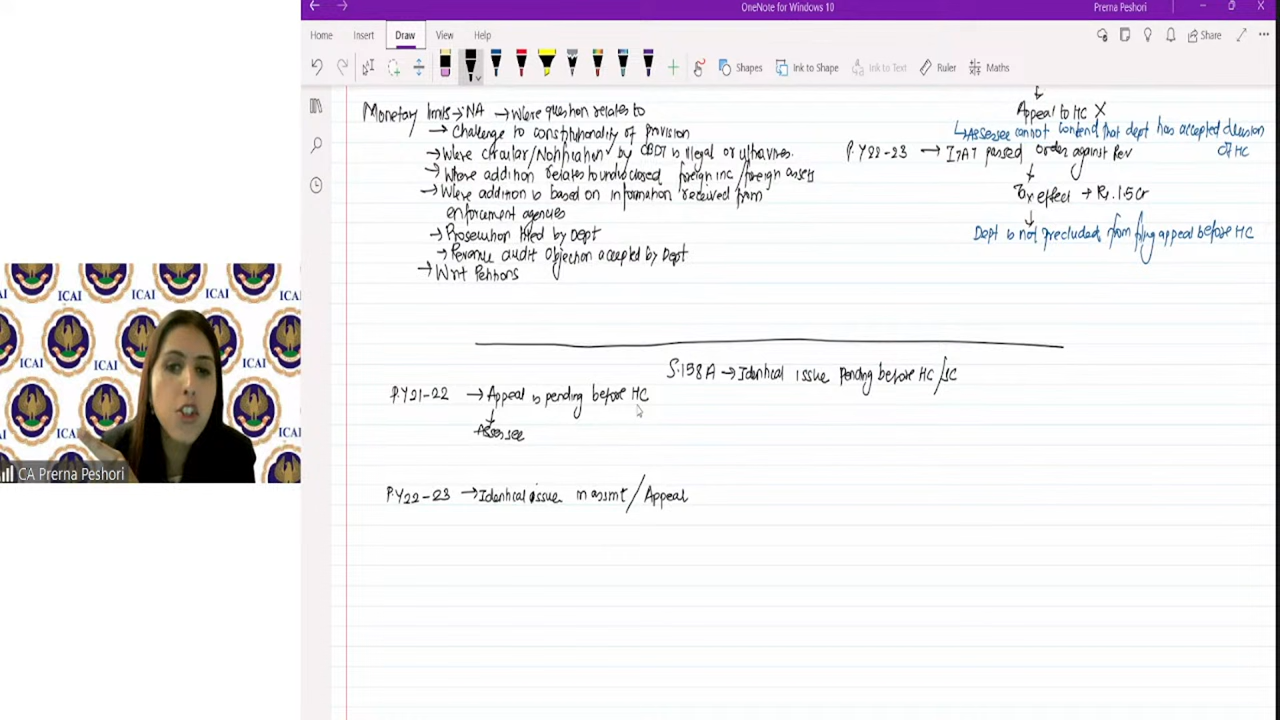 OneNote for Windows 10
Prerna Peshori
Home
Insert
Draw
View
Help
Share
Shapes
Ink to Shape
Ink to Text
Ruler
Maths
Monetary limits → NA → Where question relates to
→ Challenge to constitutionality of provision
→ Where circular/Notification by CBDT is illegal or ultravires.
→ Where addition relates to undisclosed foreign inc/foreign assets
→ Where addition is based on information received from
enforcement agencies
→ Prosecution filed by Dept
→ Revenue audit Objection accepted by Dept
→ Writ Petitions
Appeal to HC X
↳ Assessee cannot contend that dept has accepted decision
of HC
P.Y 22-23 → ITAT passed order against Rev
Tax effect → Rs. 1.5 Cr
Dept is not precluded from filing appeal before HC
S.158A → Identical issue pending before HC/SC
P.Y 21-22 → Appeal is pending before HC
Assessee
P.Y 22-23 → Identical issue in assmt/Appeal
ICAI
ICAI
ICAI
ICAI
ICAI
ICAI
CA Prerna Peshori